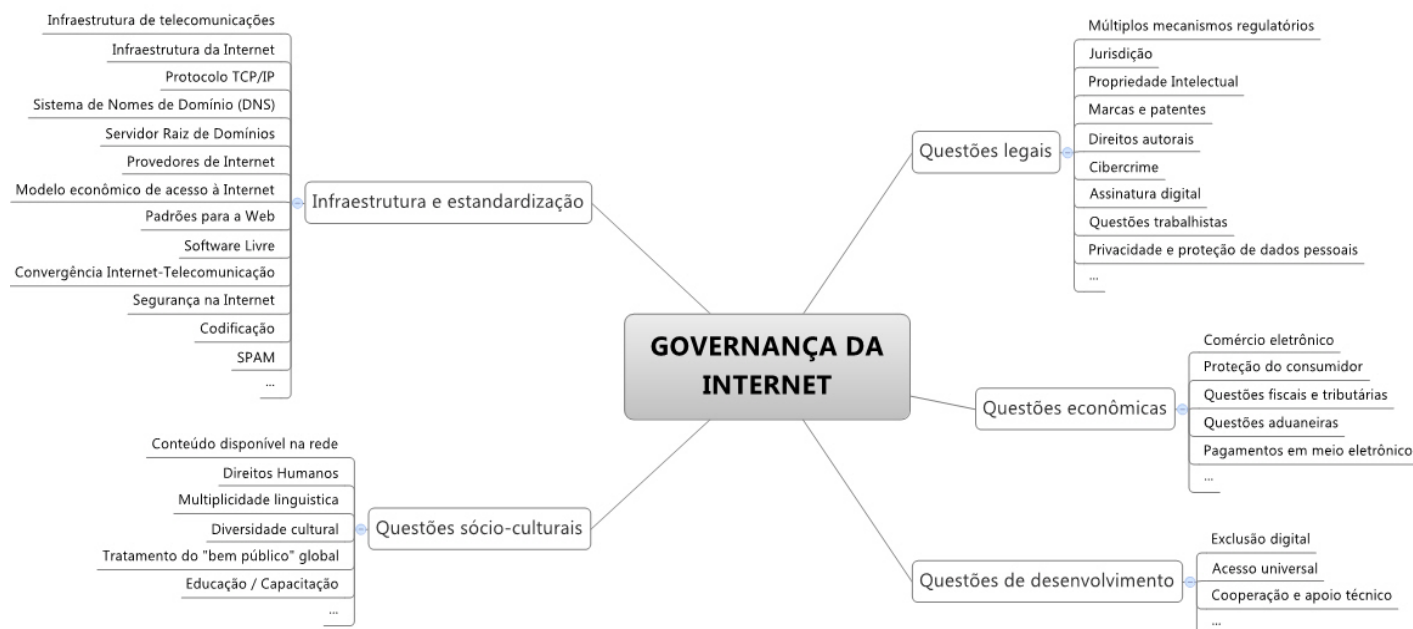 Infraestrutura de telecomunicações
Infraestrutura da Internet
Protocolo TCP/IP
Sistema de Nomes de Domínio (DNS)
Servidor Raiz de Domínios
Provedores de Internet
Modelo econômico de acesso à Internet
Padrões para a Web
Software Livre
Convergência Internet-Telecomunicação
Segurança na Internet
Codificação
SPAM
...
Infraestrutura e estandardização
Conteúdo disponível na rede
Direitos Humanos
Multiplicidade linguistica
Diversidade cultural
Tratamento do "bem público" global
Educação / Capacitação
...
Questões sócio-culturais
GOVERNANÇA DA
INTERNET
Questões legais
Múltiplos mecanismos regulatórios
Jurisdição
Propriedade Intelectual
Marcas e patentes
Direitos autorais
Cibercrime
Assinatura digital
Questões trabalhistas
Privacidade e proteção de dados pessoais
...
Questões econômicas
Comércio eletrônico
Proteção do consumidor
Questões fiscais e tributárias
Questões aduaneiras
Pagamentos em meio eletrônico
...
Questões de desenvolvimento
Exclusão digital
Acesso universal
Cooperação e apoio técnico
...